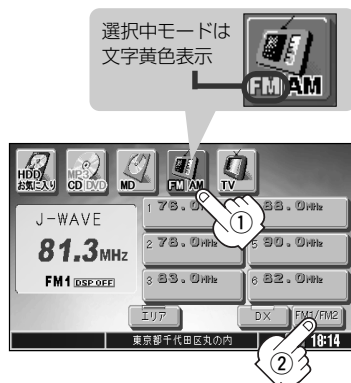 選択中モードは
文字黄色表示
FM AM
HDD
お気に入り
MP3
CD DVD
MD
FM AM
TV
J-WAVE
81.3MHz
FM1 DSP OFF
1 76.0MHz
2 78.0MHz
3 83.0MHz
88.0MHz
5 90.0MHz
6 82.0MHz
①
エリア
DX
FM1/FM2
東京都千代田区丸の内
18:14
②